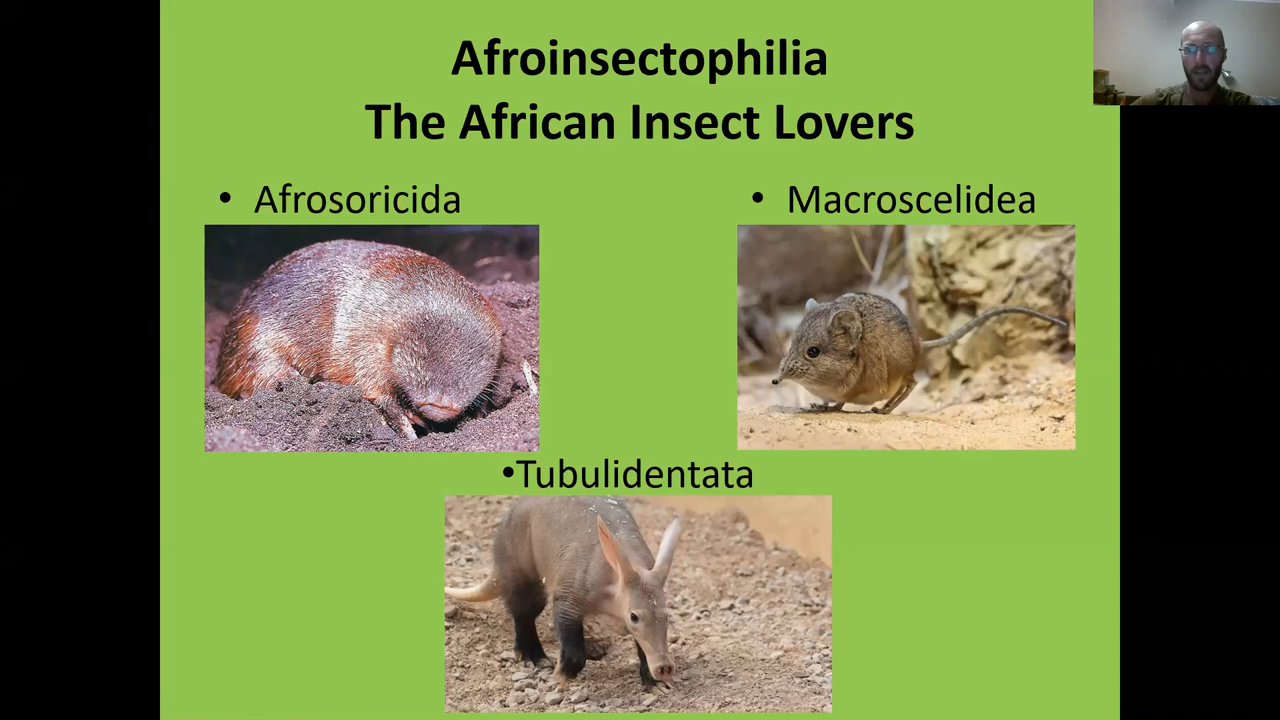 Afroinsectophilia
The African Insect Lovers
• Afrosoricida
• Macroscelidea
•Tubulidentata